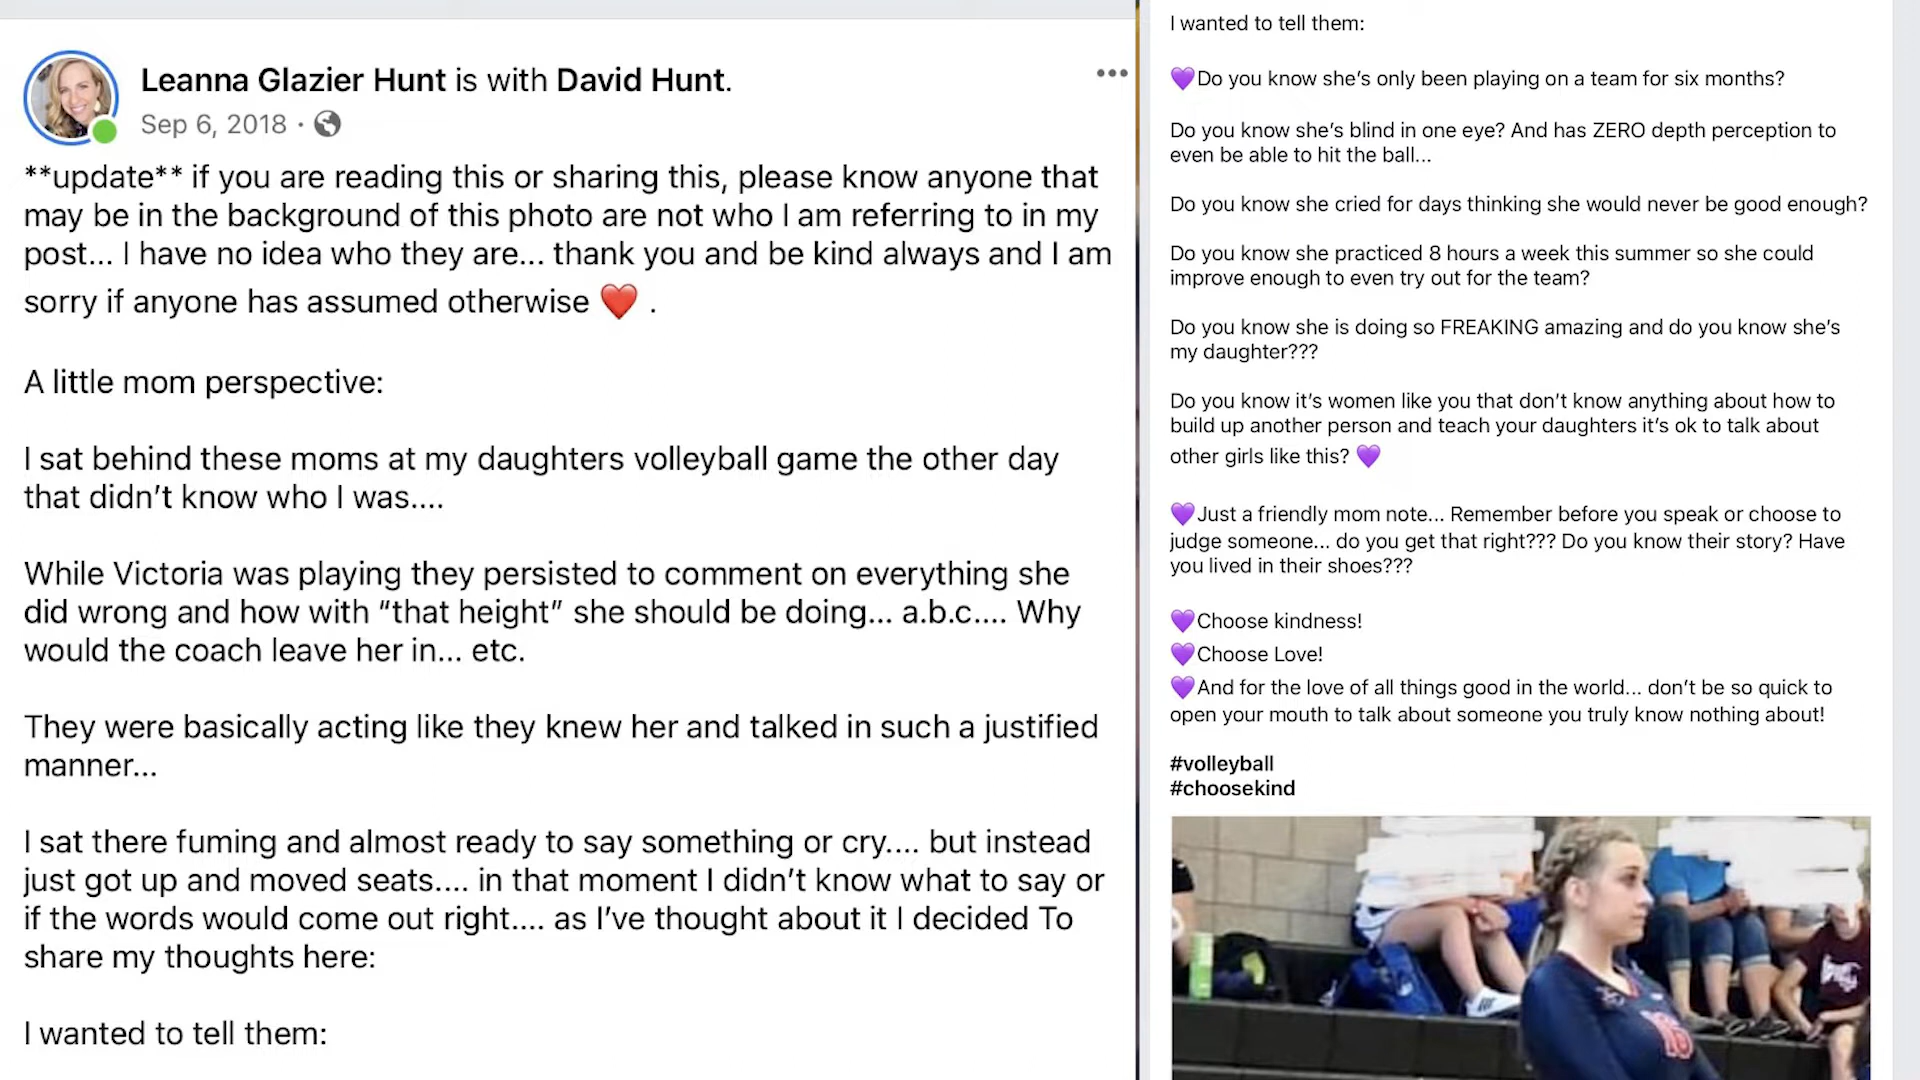 Leanna Glazier Hunt is with David Hunt.
Sep 6, 2018 ·
**update** if you are reading this or sharing this, please know anyone that
may be in the background of this photo are not who I am referring to in my
post... I have no idea who they are... thank you and be kind always and I am
sorry if anyone has assumed otherwise ❤️ .
A little mom perspective:
I sat behind these moms at my daughters volleyball game the other day
that didn’t know who I was....
While Victoria was playing they persisted to comment on everything she
did wrong and how with “that height” she should be doing... a.b.c.... Why
would the coach leave her in... etc.
They were basically acting like they knew her and talked in such a justified
manner...
I sat there fuming and almost ready to say something or cry.... but instead
just got up and moved seats.... in that moment I didn’t know what to say or
if the words would come out right.... as I’ve thought about it I decided To
share my thoughts here:
I wanted to tell them:
I wanted to tell them:
💜Do you know she’s only been playing on a team for six months?
Do you know she’s blind in one eye? And has ZERO depth perception to
even be able to hit the ball...
Do you know she cried for days thinking she would never be good enough?
Do you know she practiced 8 hours a week this summer so she could
improve enough to even try out for the team?
Do you know she is doing so FREAKING amazing and do you know she’s
my daughter???
Do you know it’s women like you that don’t know anything about how to
build up another person and teach your daughters it’s ok to talk about
other girls like this? 💜
💜Just a friendly mom note... Remember before you speak or choose to
judge someone... do you get that right??? Do you know their story? Have
you lived in their shoes???
💜Choose kindness!
💜Choose Love!
💜And for the love of all things good in the world... don’t be so quick to
open your mouth to talk about someone you truly know nothing about!
#volleyball
#choosekind